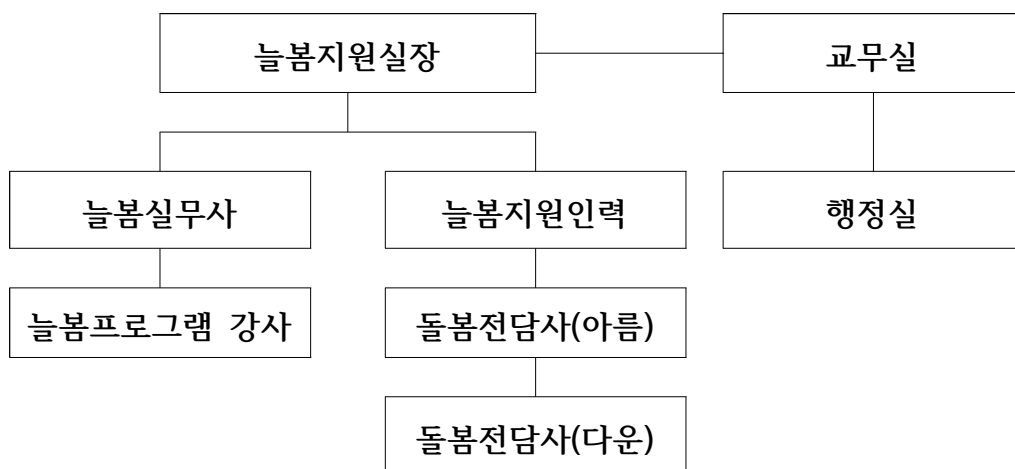 늘봄지원실장
교무실
늘봄실무사
늘봄지원인력
행정실
늘봄프로그램 강사
돌봄전담사(아름)
돌봄전담사(다운)